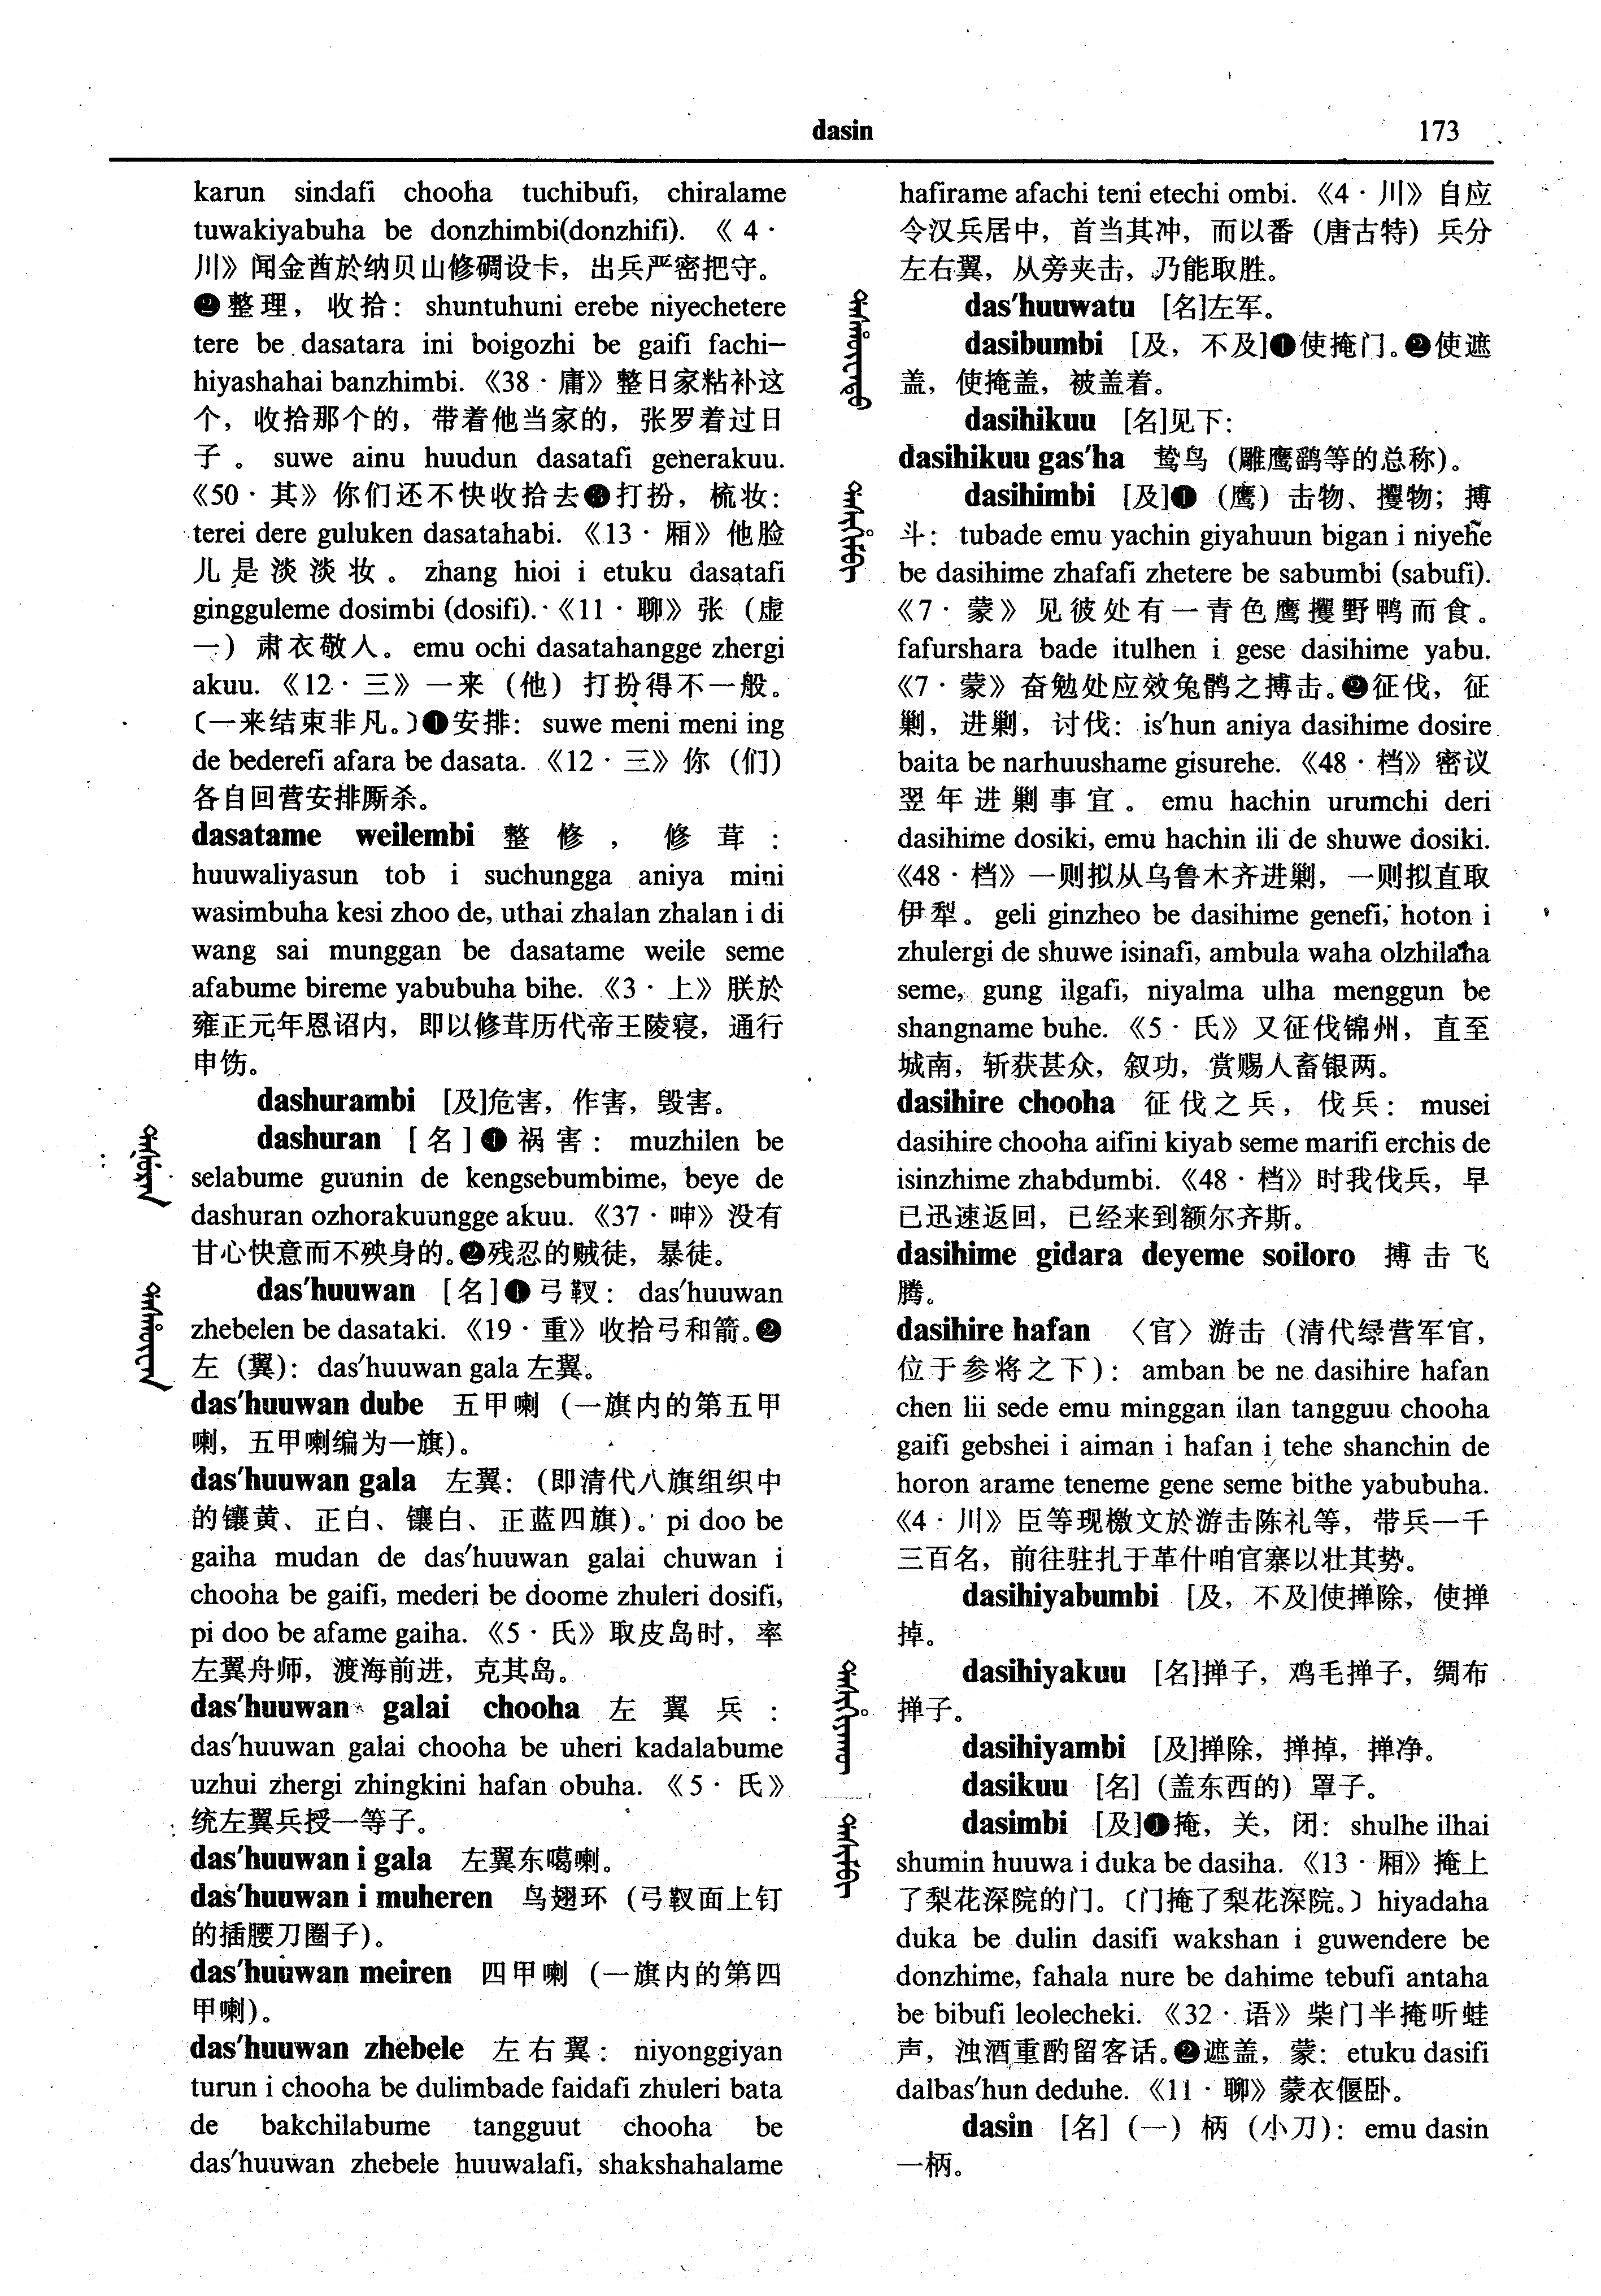 dasin
173
karun sindafi chooha tuchibufi, chiralame
tuwakiyabuha be donzhimbi(donzhifi). 《4·
川》闻金酋於纳贝山修碉设卡，出兵严密把守。
❷整理，收拾：shuntuhuni erebe niyechetere
tere be dasatara ini boigozhi be gaifi fachi-
hiyashahai banzhimbi. 《38·庸》整日家粘补这
个，收拾那个的，带着他当家的，张罗着过日
子。suwe ainu huudun dasatafi generakuu.
《50·其》你们还不快收拾去❸打扮，梳妆：
terei dere guluken dasatahabi. 《13·厢》他脸
儿是淡淡妆。zhang hioi i etuku dasatafi
gingguleme dosimbi (dosifi).《11·聊》张（虚
一）肃衣敬人。emu ochi dasatahangge zhergi
akuu. 《12·三》一来（他）打扮得不一般。
〔一来结束非凡。〕❶安排：suwe meni meni ing
de bederefi afara be dasata. 《12·三》你（们）
各自回营安排厮杀。
dasatame weilembi 整修，修茸：
huuwaliyasun tob i suchungga aniya mini
wasimbuha kesi zhoo de, uthai zhalan zhalan i di
wang sai munggan be dasatame weile seme
afabume bireme yabubuha bihe. 《3·上》朕於
雍正元年恩诏内，即以修茸历代帝王陵寝，通行
申饬。
dashurambi [及]危害，作害，毁害。
dashuran [名]❶祸害：muzhilen be
selabume guunin de kengsebumbime, beye de
dashuran ozhorakuungge akuu. 《37·呻》没有
甘心快意而不殃身的。❷残忍的贼徒，暴徒。
das'huuwan [名]❶弓靫：das'huuwan
zhebelen be dasataki. 《19·重》收拾弓和箭。❷
左（翼）：das'huuwan gala 左翼。
das'huuwan dube 五甲喇（一旗内的第五甲
喇，五甲喇编为一旗）。
das'huuwan gala 左翼：（即清代八旗组织中
的镶黄、正白、镶白、正蓝四旗）。pi doo be
gaiha mudan de das'huuwan galai chuwan i
chooha be gaifi, mederi be doome zhuleri dosifi,
pi doo be afame gaiha. 《5·氏》取皮岛时，率
左翼舟师，渡海前进，克其岛。
das'huuwan galai chooha 左翼兵：
das'huuwan galai chooha be uheri kadalabume
uzhui zhergi zhingkini hafan obuha. 《5·氏》
统左翼兵授一等子。
das'huuwan i gala 左翼东噶喇。
das'huuwan i muheren 鸟翅环（弓靫面上钉
的插腰刀圈子）。
das'huuwan meiren 四甲喇（一旗内的第四
甲喇）。
das'huuwan zhebele 左右翼：niyonggiyan
turun i chooha be dulimbade faidafi zhuleri bata
de bakchilabume tangguut chooha be
das'huuwan zhebele huuwalafi, shakshahalame
hafirame afachi teni etechi ombi. 《4·川》自应
令汉兵居中，首当其冲，而以番（唐古特）兵分
左右翼，从旁夹击，乃能取胜。
das'huuwatu [名]左军。
dasibumbi [及，不及]❶使掩门。❷使遮
盖，使掩盖，被盖着。
dasihikuu [名]见下：
dasihikuu gas'ha 鸷鸟（雕鹰鹞等的总称）。
dasihimbi [及]❶（鹰）击物、攫物；搏
斗：tubade emu yachin giyahuun bigan i niyehe
be dasihime zhafafi zhetere be sabumbi (sabufi).
《7·蒙》见彼处有一青色鹰攫野鸭而食。
fafurshara bade itulhen i gese dasihime yabu.
《7·蒙》奋勉处应效兔鹘之搏击。❷征伐，征
剿，进剿，讨伐：is'hun aniya dasihime dosire
baita be narhuushame gisurehe. 《48·档》密议
翌年进剿事宜。emu hachin urumchi deri
dasihime dosiki, emu hachin ili de shuwe dosiki.
《48·档》一则拟从乌鲁木齐进剿，一则拟直取
伊犁。geli ginzheo be dasihime genefi, hoton i
zhulergi de shuwe isinafi, ambula waha olzhilaha
seme, gung ilgafi, niyalma ulha menggun be
shangname buhe. 《5·氏》又征伐锦州，直至
城南，斩获甚众，叙功，赏赐人畜银两。
dasihire chooha 征伐之兵，伐兵：musei
dasihire chooha aifini kiyab seme marifi erchis de
isinzhime zhabdumbi. 《48·档》时我伐兵，早
已迅速返回，已经来到额尔齐斯。
dasihime gidara deyeme soiloro 搏击飞
腾。
dasihire hafan 〈官〉游击（清代绿营军官，
位于参将之下）：amban be ne dasihire hafan
chen lii sede emu minggan ilan tangguu chooha
gaifi gebshei i aiman i hafan i tehe shanchin de
horon arame teneme gene seme bithe yabubuha.
《4·川》臣等现檄文於游击陈礼等，带兵一千
三百名，前往驻扎于革什咱官寨以壮其势。
dasihiyabumbi [及，不及]使掸除，使掸
掉。
dasihiyakuu [名]掸子，鸡毛掸子，绸布
掸子。
dasihiyambi [及]掸除，掸掉，掸净。
dasikuu [名]（盖东西的）罩子。
dasimbi [及]❶掩，关，闭：shulhe ilhai
shumin huuwa i duka be dasiha. 《13·厢》掩上
了梨花深院的门。〔门掩了梨花深院。〕hiyadaha
duka be dulin dasifi wakshan i guwendere be
donzhime, fahala nure be dahime tebufi antaha
be bibufi leolecheki. 《32·语》柴门半掩听蛙
声，浊酒重酌留客话。❷遮盖，蒙：etuku dasifi
dalbas'hun deduhe. 《11·聊》蒙衣偃卧。
dasin [名]（一）柄（小刀）：emu dasin
一柄。